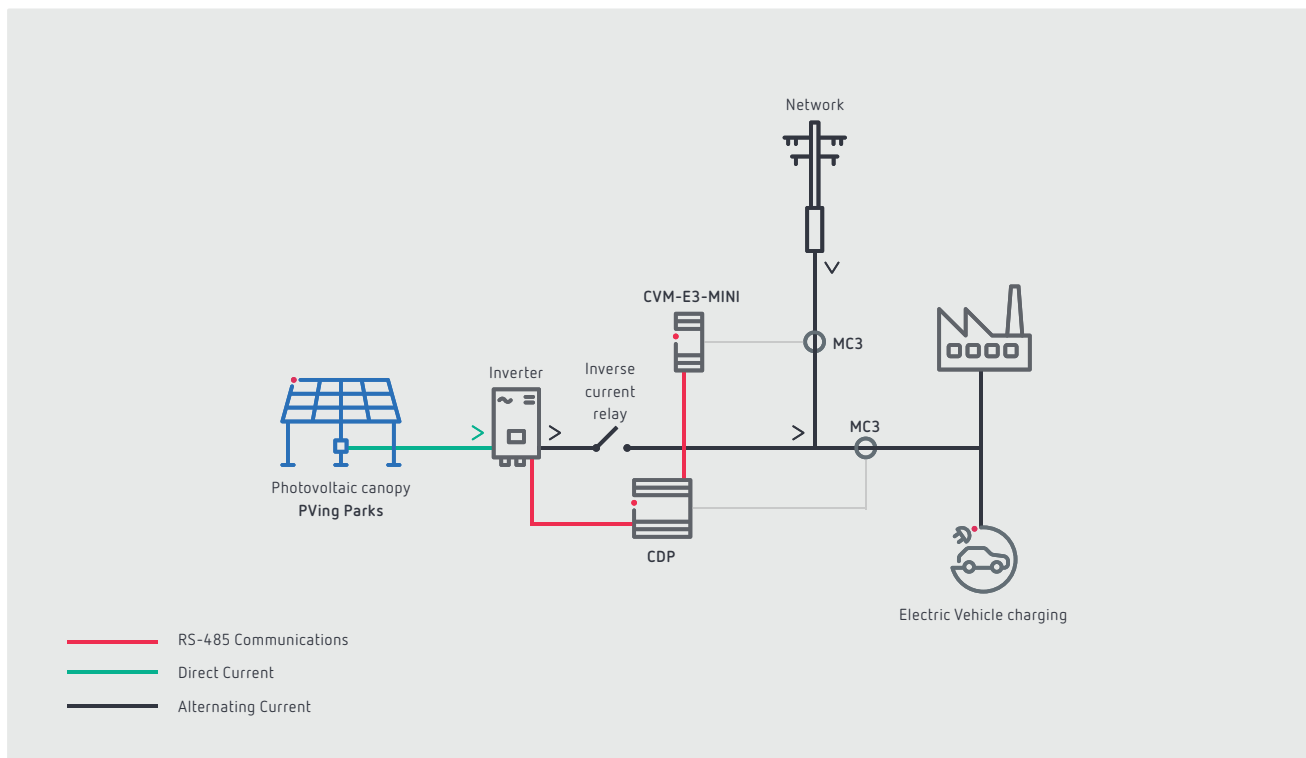 Network
CVM-E3-MINI
MC3
Inverse
current
relay
Inverter
MC3
Photovoltaic canopy
PVing Parks
CDP
Electric Vehicle charging
RS-485 Communications
Direct Current
Alternating Current